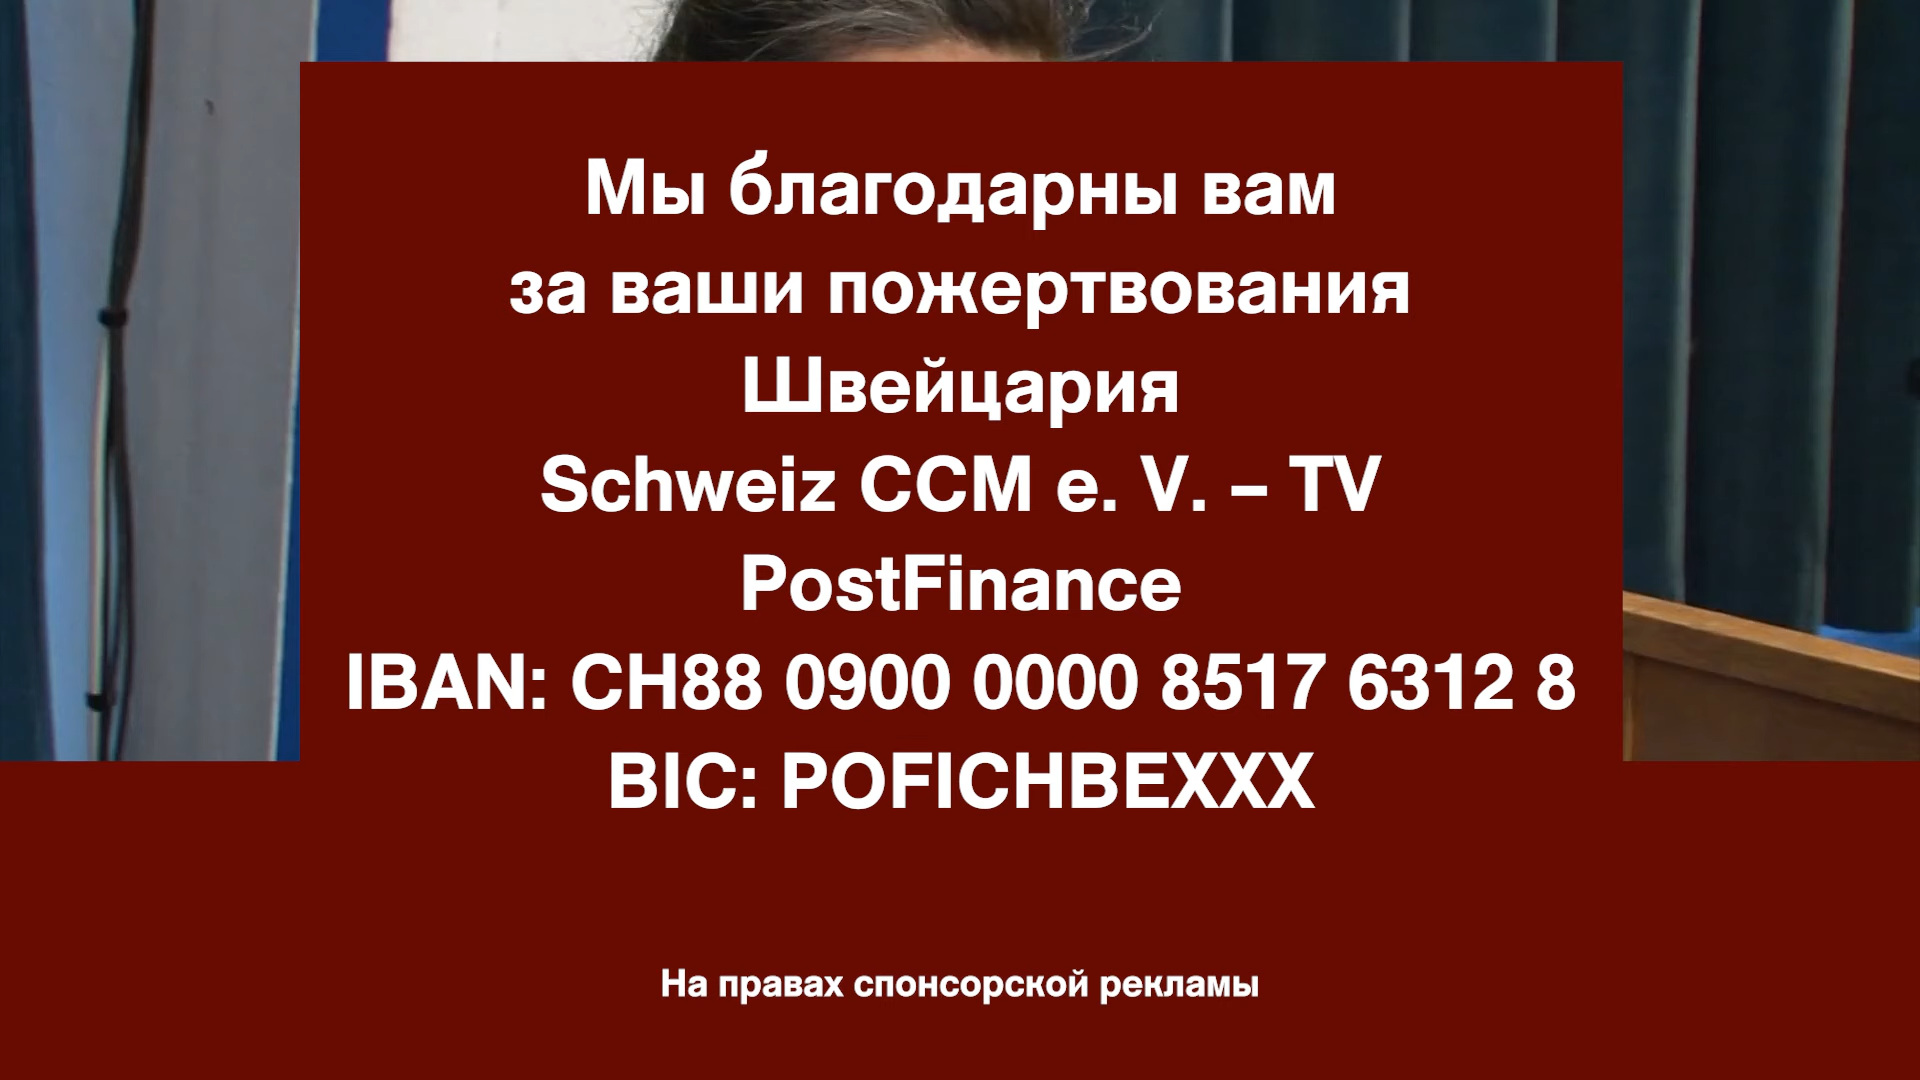 Мы благодарны вам
за ваши пожертвования
Швейцария
Schweiz CCM e. V. – TV
PostFinance
IBAN: CH88 0900 0000 8517 6312 8
BIC: POFICHBEXXX
На правах спонсорской рекламы